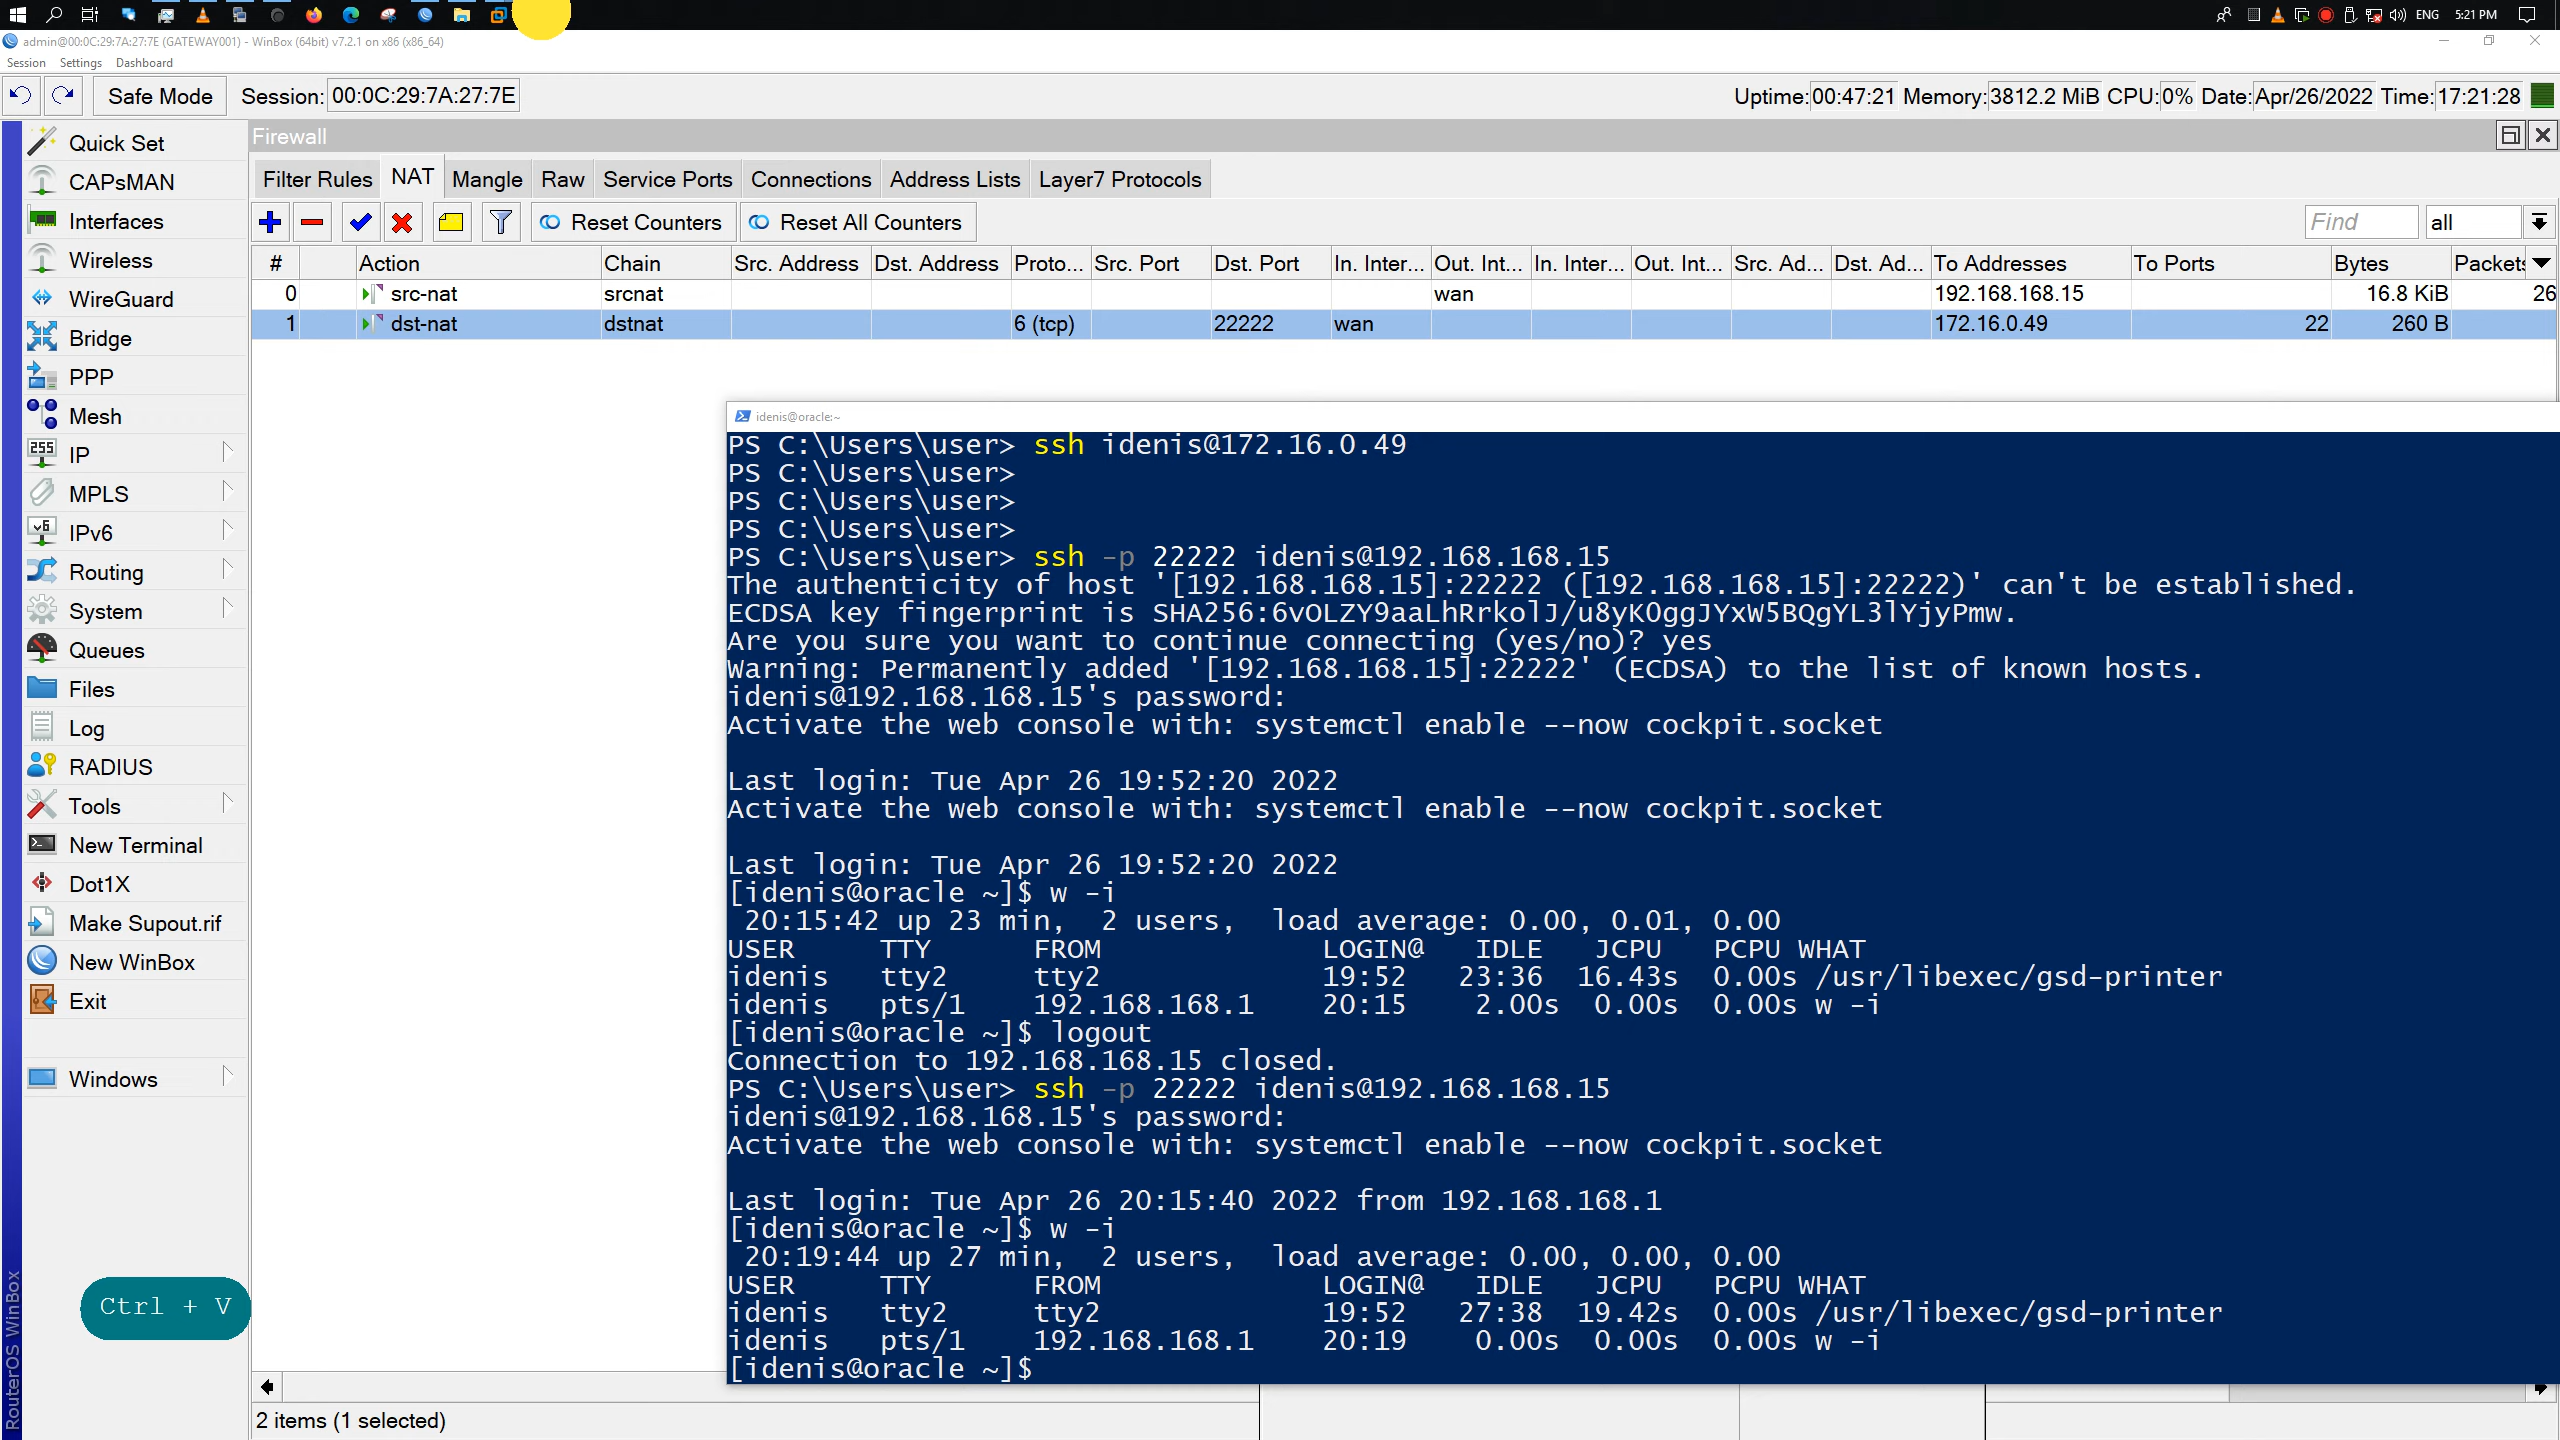 ENG 5:21 PM
admin@00:0C:29:7A:27:7E (GATEWAY001) - WinBox (64bit) v7.2.1 on x86 (x86_64)
Session Settings Dashboard
Safe Mode Session: 00:0C:29:7A:27:7E Uptime: 00:47:21 Memory: 3812.2 MiB CPU: 0% Date: Apr/26/2022 Time: 17:21:28
Quick Set
CAPsMAN
Interfaces
Wireless
WireGuard
Bridge
PPP
Mesh
255 IP
MPLS
v6 IPv6
Routing
System
Queues
Files
Log
RADIUS
Tools
New Terminal
Dot1X
Make Supout.rif
New WinBox
Exit
Windows
RouterOS WinBox
Ctrl + V
Firewall
Filter Rules NAT Mangle Raw Service Ports Connections Address Lists Layer7 Protocols
Reset Counters Reset All Counters Find all
# Action Chain Src. Address Dst. Address Proto... Src. Port Dst. Port In. Inter... Out. Int... In. Inter... Out. Int... Src. Ad... Dst. Ad... To Addresses To Ports Bytes Packets
0 src-nat srcnat wan 192.168.168.15 16.8 KiB 26
1 dst-nat dstnat 6 (tcp) 22222 wan 172.16.0.49 22 260 B
idenis@oracle:~
PS C:\Users\user> ssh idenis@172.16.0.49
PS C:\Users\user>
PS C:\Users\user>
PS C:\Users\user>
PS C:\Users\user> ssh -p 22222 idenis@192.168.168.15
The authenticity of host '[192.168.168.15]:22222 ([192.168.168.15]:22222)' can't be established.
ECDSA key fingerprint is SHA256:6vOLZY9aaLhRrkolJ/u8yKOggJYxW5BQgYL3lYjyPmw.
Are you sure you want to continue connecting (yes/no)? yes
Warning: Permanently added '[192.168.168.15]:22222' (ECDSA) to the list of known hosts.
idenis@192.168.168.15's password:
Activate the web console with: systemctl enable --now cockpit.socket
Last login: Tue Apr 26 19:52:20 2022
Activate the web console with: systemctl enable --now cockpit.socket
Last login: Tue Apr 26 19:52:20 2022
[idenis@oracle ~]$ w -i
20:15:42 up 23 min, 2 users, load average: 0.00, 0.01, 0.00
USER TTY FROM LOGIN@ IDLE JCPU PCPU WHAT
idenis tty2 tty2 19:52 23:36 16.43s 0.00s /usr/libexec/gsd-printer
idenis pts/1 192.168.168.1 20:15 2.00s 0.00s 0.00s w -i
[idenis@oracle ~]$ logout
Connection to 192.168.168.15 closed.
PS C:\Users\user> ssh -p 22222 idenis@192.168.168.15
idenis@192.168.168.15's password:
Activate the web console with: systemctl enable --now cockpit.socket
Last login: Tue Apr 26 20:15:40 2022 from 192.168.168.1
[idenis@oracle ~]$ w -i
20:19:44 up 27 min, 2 users, load average: 0.00, 0.00, 0.00
USER TTY FROM LOGIN@ IDLE JCPU PCPU WHAT
idenis tty2 tty2 19:52 27:38 19.42s 0.00s /usr/libexec/gsd-printer
idenis pts/1 192.168.168.1 20:19 0.00s 0.00s 0.00s w -i
[idenis@oracle ~]$
2 items (1 selected)